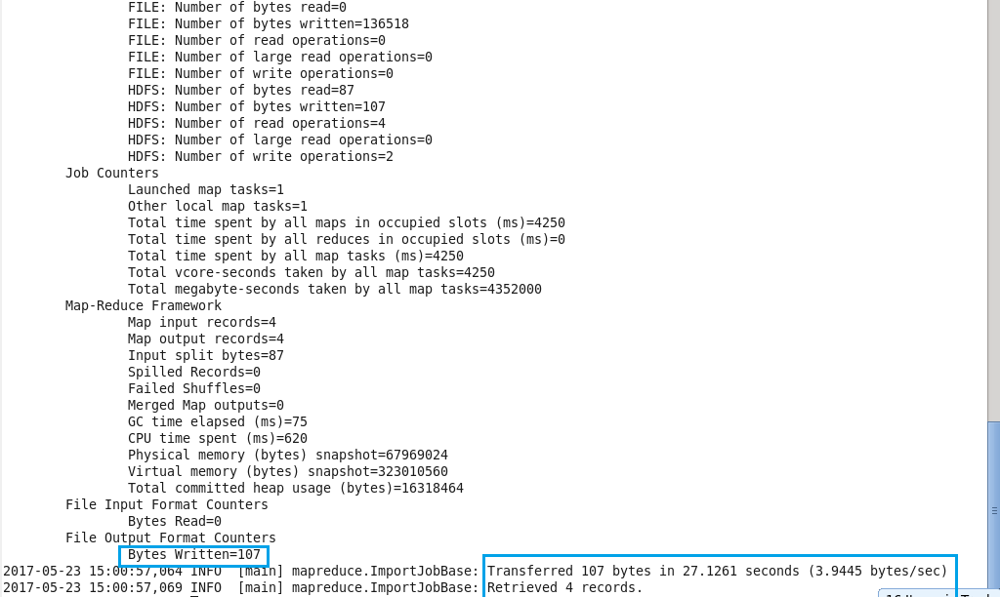 FILE: Number of bytes read=0
FILE: Number of bytes written=136518
FILE: Number of read operations=0
FILE: Number of large read operations=0
FILE: Number of write operations=0
HDFS: Number of bytes read=87
HDFS: Number of bytes written=107
HDFS: Number of read operations=4
HDFS: Number of large read operations=0
HDFS: Number of write operations=2
Job Counters
Launched map tasks=1
Other local map tasks=1
Total time spent by all maps in occupied slots (ms)=4250
Total time spent by all reduces in occupied slots (ms)=0
Total time spent by all map tasks (ms)=4250
Total vcore-seconds taken by all map tasks=4250
Total megabyte-seconds taken by all map tasks=4352000
Map-Reduce Framework
Map input records=4
Map output records=4
Input split bytes=87
Spilled Records=0
Failed Shuffles=0
Merged Map outputs=0
GC time elapsed (ms)=75
CPU time spent (ms)=620
Physical memory (bytes) snapshot=67969024
Virtual memory (bytes) snapshot=323010560
Total committed heap usage (bytes)=16318464
File Input Format Counters
Bytes Read=0
File Output Format Counters
Bytes Written=107
2017-05-23 15:00:57,064 INFO  [main] mapreduce.ImportJobBase: Transferred 107 bytes in 27.1261 seconds (3.9445 bytes/sec)
2017-05-23 15:00:57,069 INFO  [main] mapreduce.ImportJobBase: Retrieved 4 records.